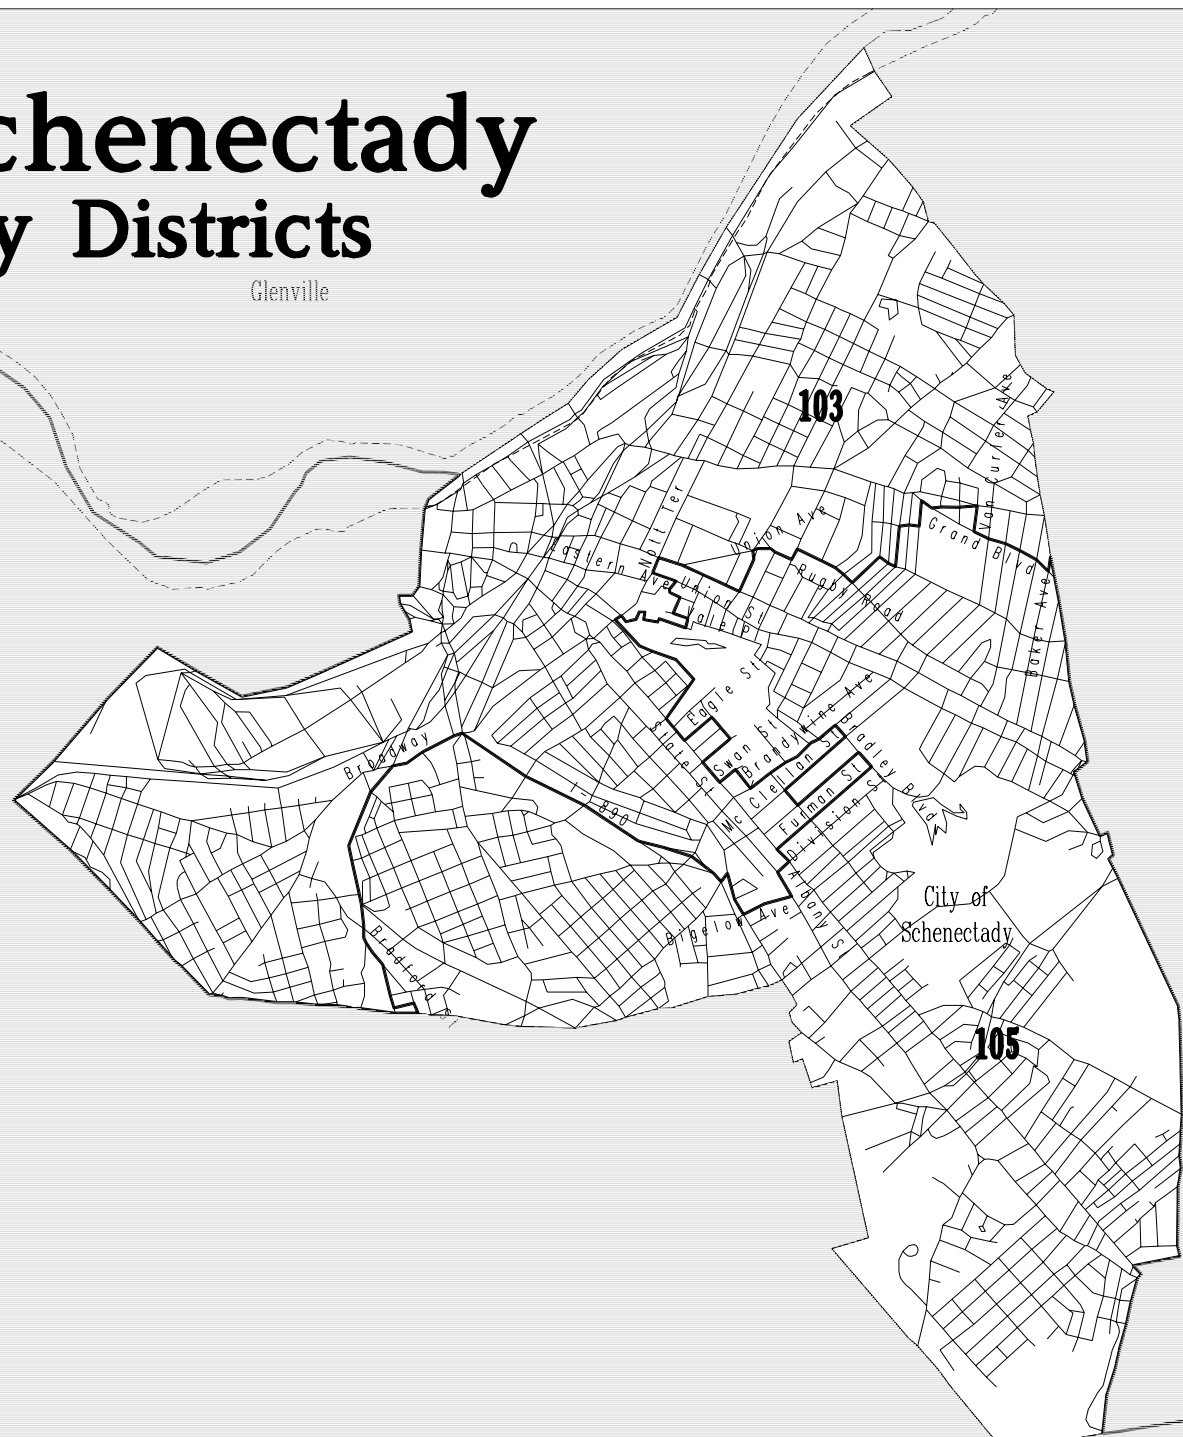 chenectady
y Districts
Glenville
103
Van Curler Ave
Nott Ter
Union Ave
Grand Blvd
Eastern Ave
Rugby Road
Union St
Baker Ave
Eagle St
State St
Swan St
Brandywine Ave
Bradley Blvd
Broadway
I-890
Mc Clellan St
Furman St
Division S
Albany S
Bigelow Ave
City of
Schenectady
Bradford St
105